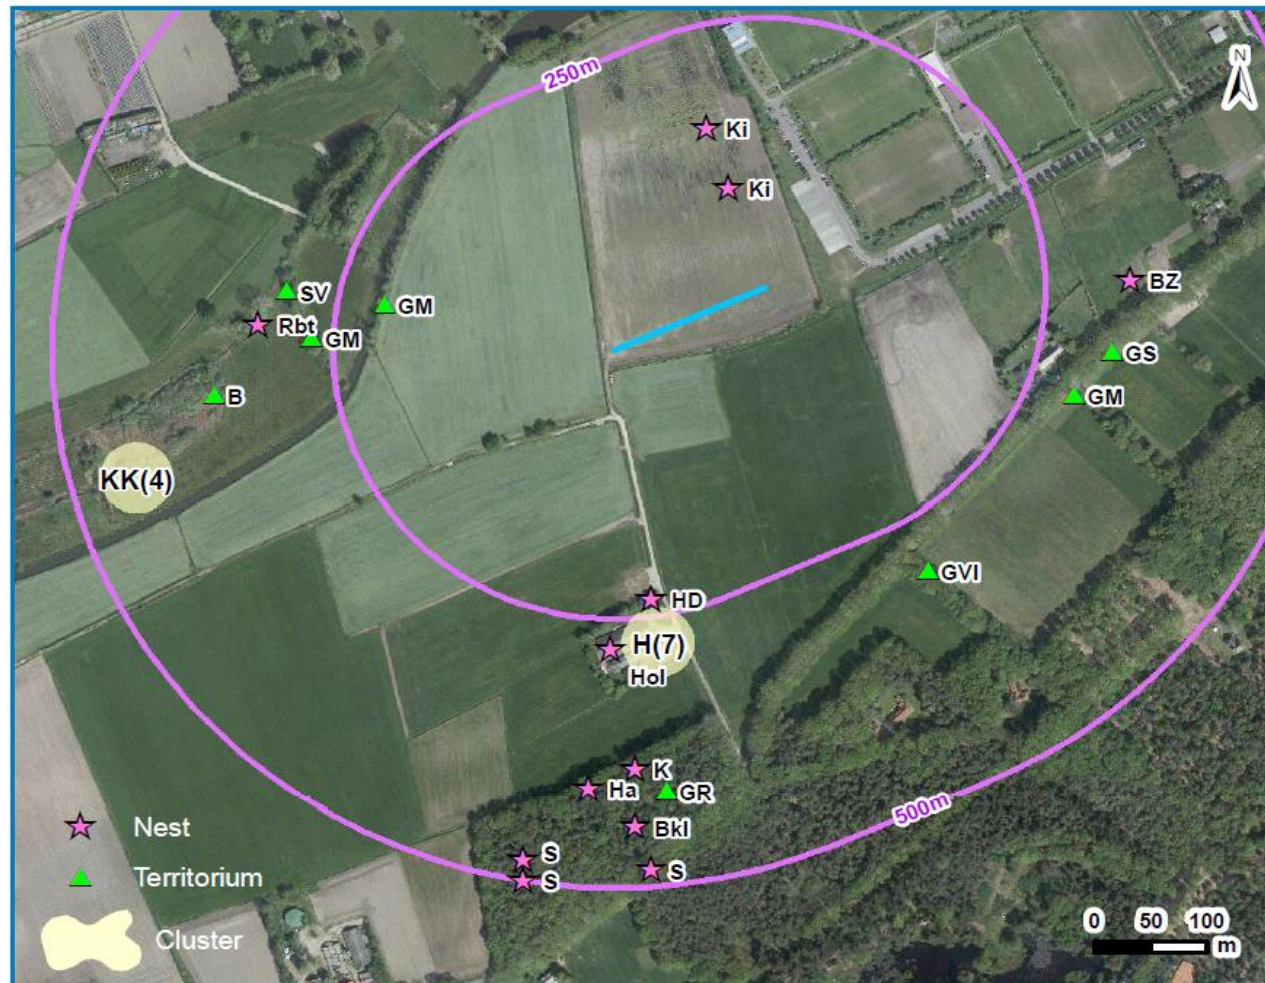 N
250m
Ki
Ki
BZ
SV
GM
Rbt
GM
GS
B
GM
KK(4)
GVI
HD
H(7)
Hol
K
Ha
GR
500m
Nest
Bkl
S
S
S
Territorium
Cluster
0 50 100
m